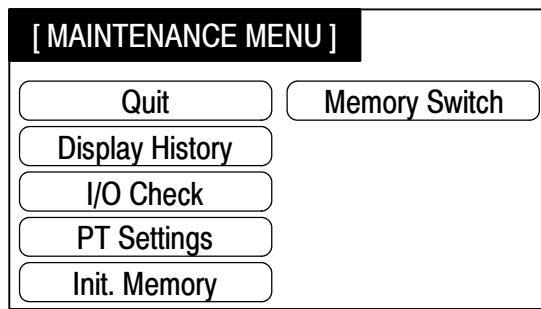 [ MAINTENANCE MENU ]
Quit Memory Switch
Display History
I/O Check
PT Settings
Init. Memory